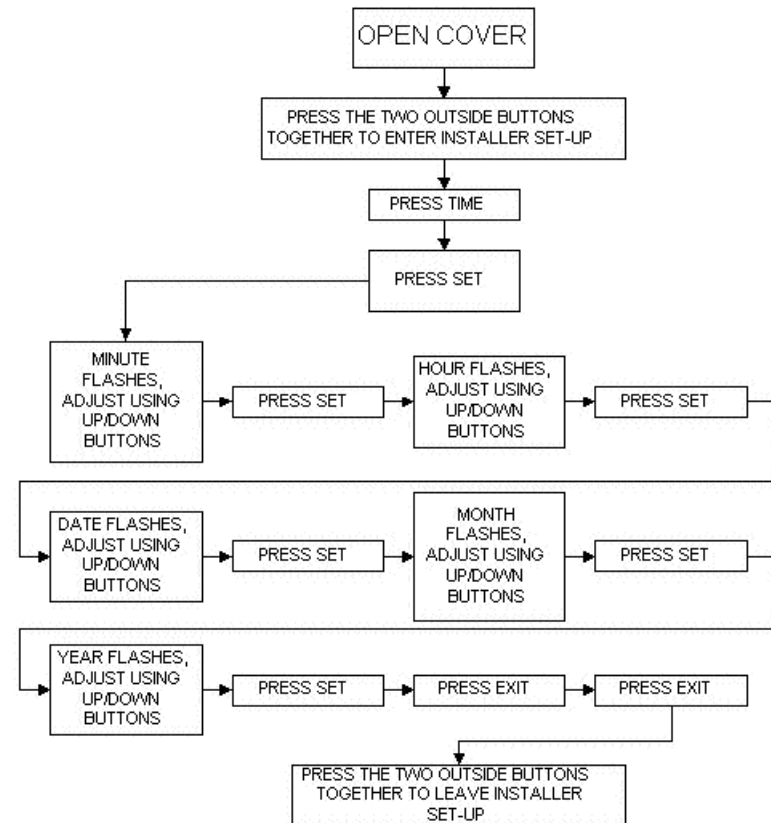 OPEN COVER
PRESS THE TWO OUTSIDE BUTTONS
TOGETHER TO ENTER INSTALLER SET-UP
PRESS TIME
PRESS SET
MINUTE
FLASHES,
ADJUST USING
UP/DOWN
BUTTONS
PRESS SET
HOUR FLASHES,
ADJUST USING
UP/DOWN
BUTTONS
PRESS SET
DATE FLASHES,
ADJUST USING
UP/DOWN
BUTTONS
PRESS SET
MONTH
FLASHES,
ADJUST USING
UP/DOWN
BUTTONS
PRESS SET
YEAR FLASHES,
ADJUST USING
UP/DOWN
BUTTONS
PRESS SET
PRESS EXIT
PRESS EXIT
PRESS THE TWO OUTSIDE BUTTONS
TOGETHER TO LEAVE INSTALLER
SET-UP